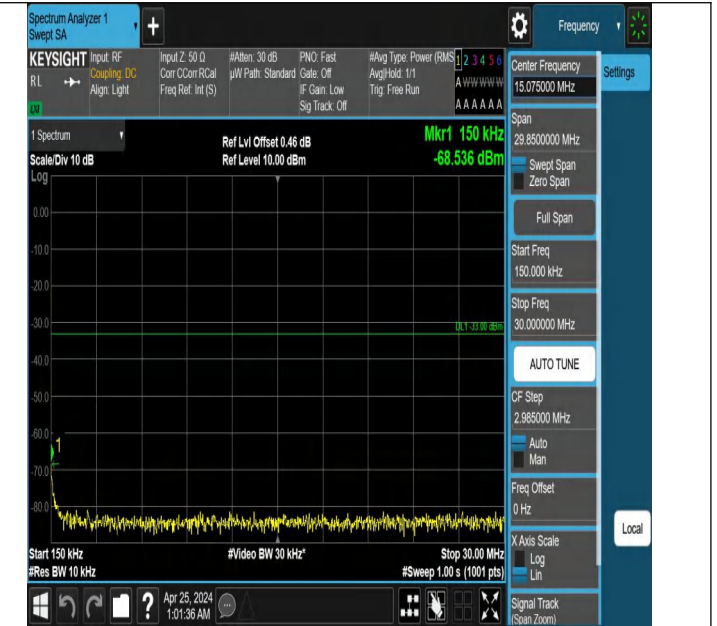 Spectrum Analyzer 1
Swept SA
+
Frequency
KEYSIGHT
RL
LXI
Input: RF
Coupling: DC
Align: Light
Input Z: 50 Ω
Corr CCorr RCal
Freq Ref: Int (S)
#Atten: 30 dB
µW Path: Standard
PNO: Fast
Gate: Off
IF Gain: Low
Sig Track: Off
#Avg Type: Power (RMS
Avg|Hold: 1/1
Trig: Free Run
1 2 3 4 5 6
A W W W W W
A A A A A A
1 Spectrum
Scale/Div 10 dB
Log
Ref Lvl Offset 0.46 dB
Ref Level 10.00 dBm
Mkr1 150 kHz
-68.536 dBm
0.00
-10.0
-20.0
-30.0
DL1 -33.00 dBm
-40.0
-50.0
-60.0
1
-70.0
-80.0
Start 150 kHz
#Res BW 10 kHz
#Video BW 30 kHz*
Stop 30.00 MHz
#Sweep 1.00 s (1001 pts)
Center Frequency
15.075000 MHz
Settings
Span
29.8500000 MHz
Swept Span
Zero Span
Full Span
Start Freq
150.000 kHz
Stop Freq
30.000000 MHz
AUTO TUNE
CF Step
2.985000 MHz
Auto
Man
Freq Offset
0 Hz
Local
X Axis Scale
Log
Lin
Signal Track
(Span Zoom)
?
Apr 25, 2024
1:01:36 AM